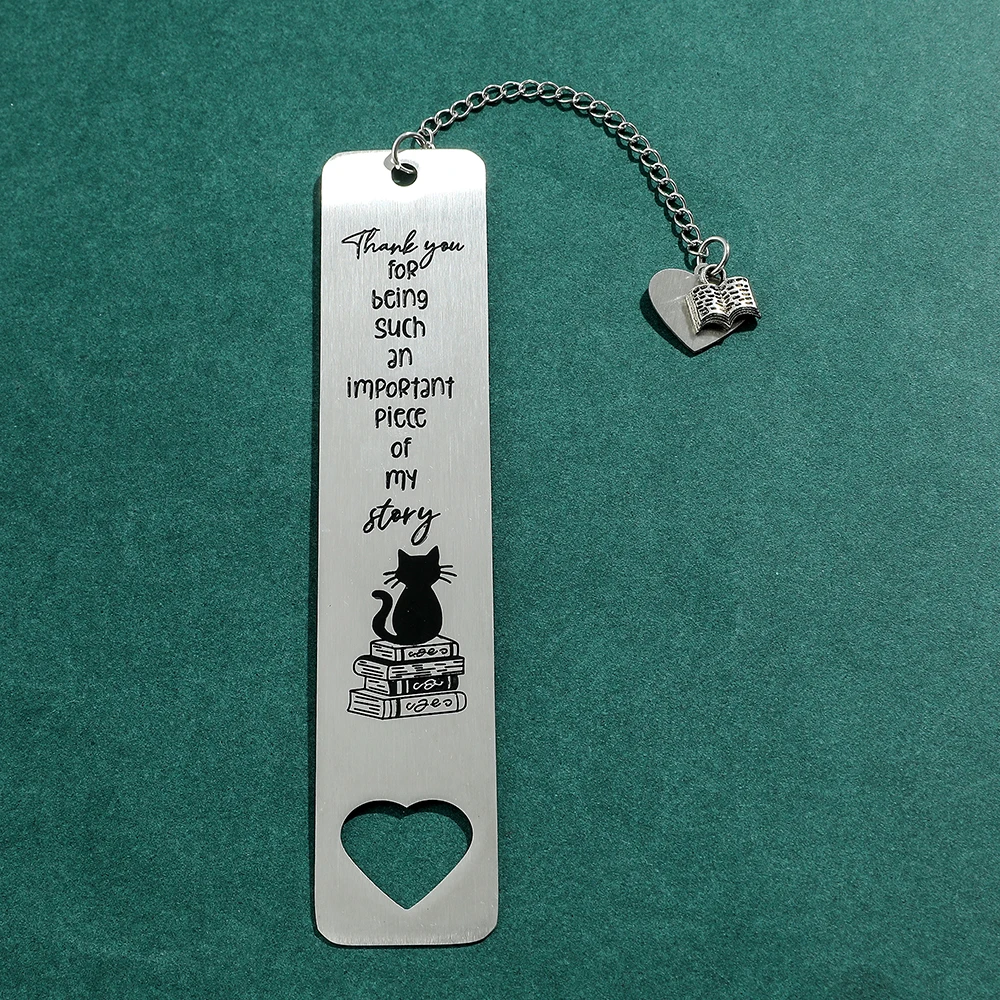 Thank you
for
being
such
an
important
piece
of
my
story